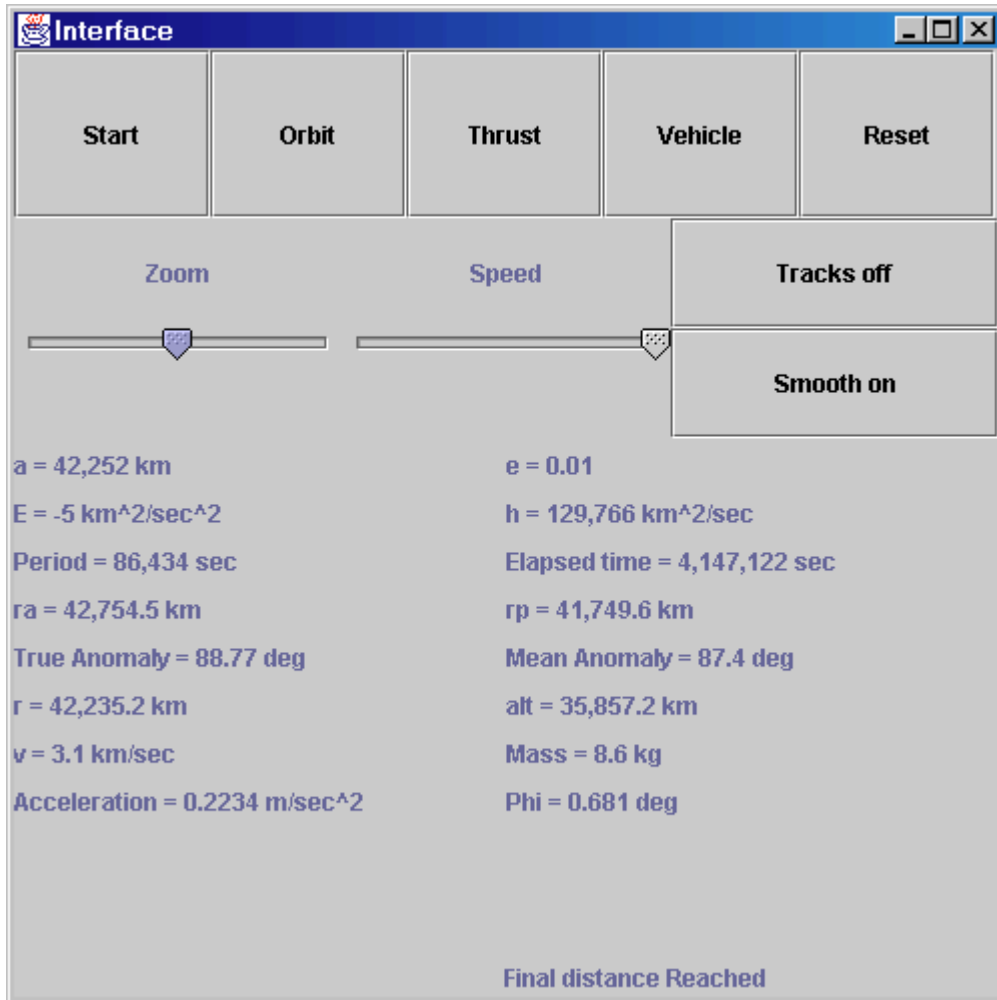 Interface
Start Orbit Thrust Vehicle Reset
Zoom Speed Tracks off
Smooth on
a = 42,252 km e = 0.01
E = -5 km^2/sec^2 h = 129,766 km^2/sec
Period = 86,434 sec Elapsed time = 4,147,122 sec
ra = 42,754.5 km rp = 41,749.6 km
True Anomaly = 88.77 deg Mean Anomaly = 87.4 deg
r = 42,235.2 km alt = 35,857.2 km
v = 3.1 km/sec Mass = 8.6 kg
Acceleration = 0.2234 m/sec^2 Phi = 0.681 deg
Final distance Reached